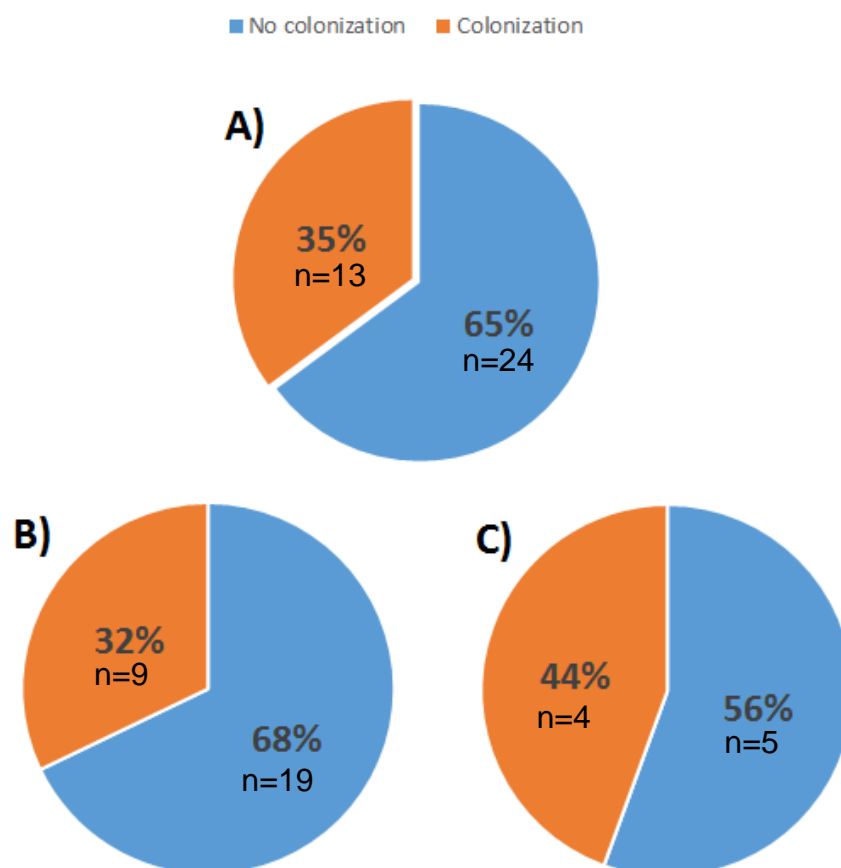 No colonization Colonization
A)
35%
n=13
65%
n=24
B)
32%
n=9
68%
n=19
C)
44%
n=4
56%
n=5